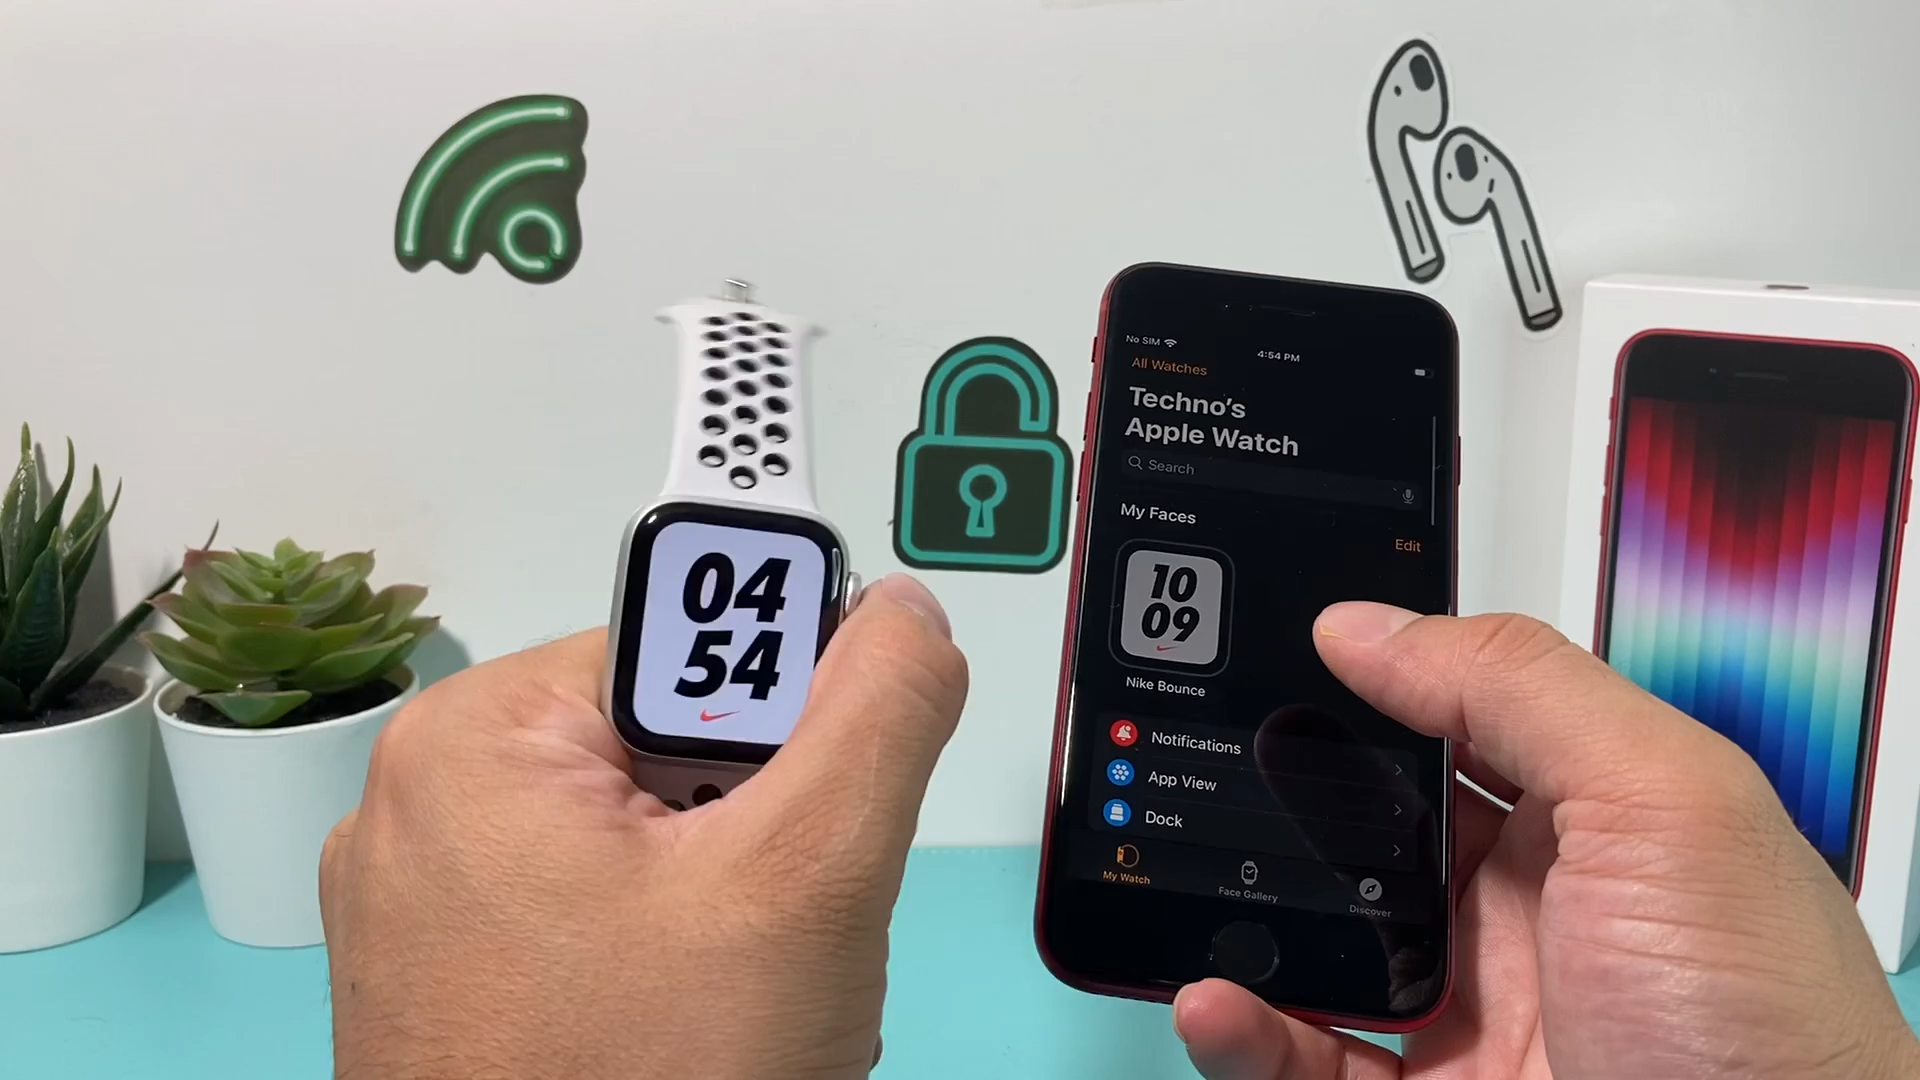 04
54
No SIM
4:54 PM
All Watches
Techno's
Apple Watch
Search
My Faces
Edit
10
09
Nike Bounce
Notifications
App View
Dock
My Watch
Face Gallery
Discover